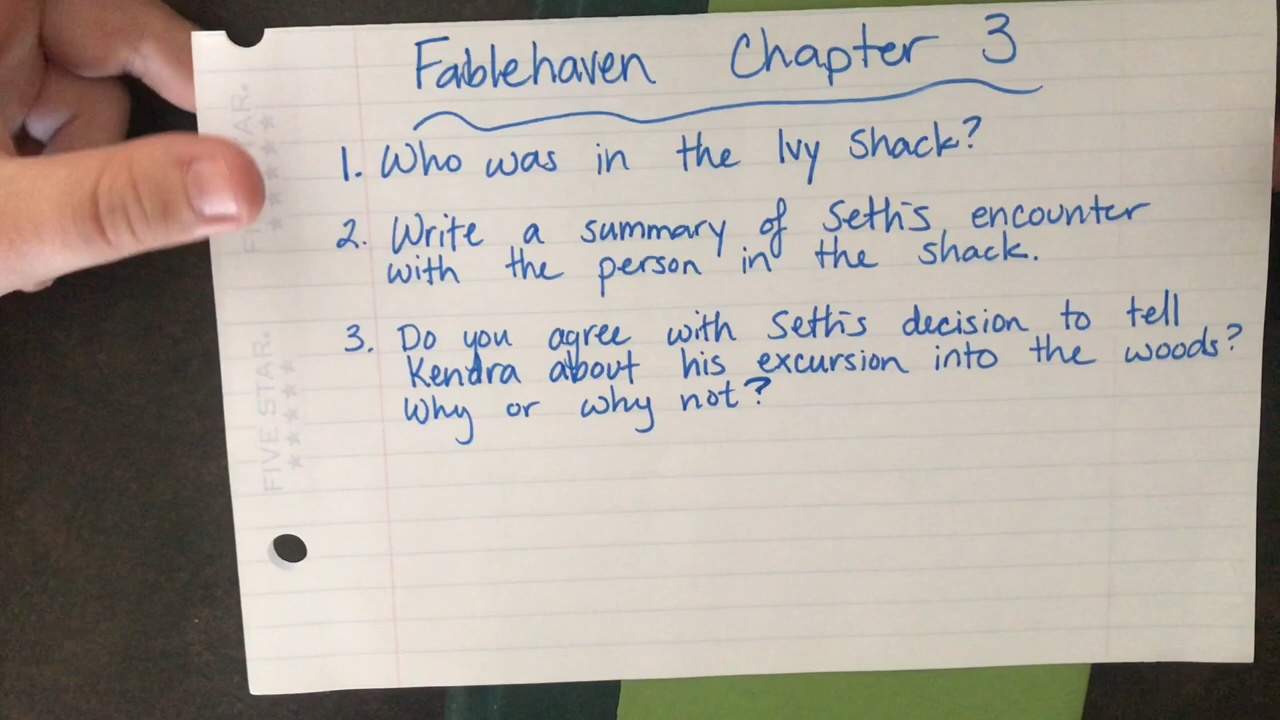 Fablehaven Chapter 3
1. Who was in the Ivy Shack?
2. Write a summary of Seth's encounter
with the person in the shack.
3. Do you agree with Seth's decision to tell
Kendra about his excursion into the woods?
Why or why not?
FIVE STAR.